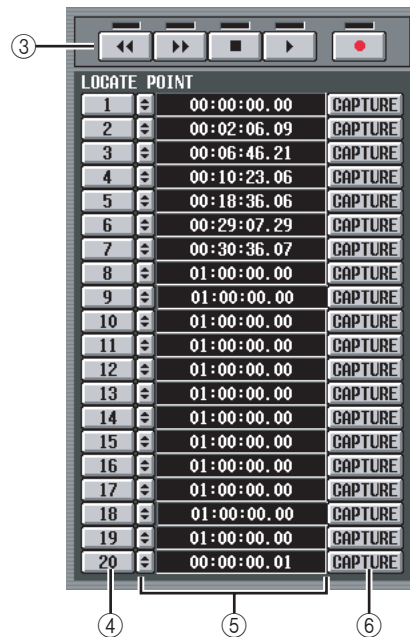 ③
LOCATE POINT
1 00:00:00.00 CAPTURE
2 00:02:06.09 CAPTURE
3 00:06:46.21 CAPTURE
4 00:10:23.06 CAPTURE
5 00:18:36.06 CAPTURE
6 00:29:07.29 CAPTURE
7 00:30:36.07 CAPTURE
8 01:00:00.00 CAPTURE
9 01:00:00.00 CAPTURE
10 01:00:00.00 CAPTURE
11 01:00:00.00 CAPTURE
12 01:00:00.00 CAPTURE
13 01:00:00.00 CAPTURE
14 01:00:00.00 CAPTURE
15 01:00:00.00 CAPTURE
16 01:00:00.00 CAPTURE
17 01:00:00.00 CAPTURE
18 01:00:00.00 CAPTURE
19 01:00:00.00 CAPTURE
20 00:00:00.01 CAPTURE
④ ⑤ ⑥